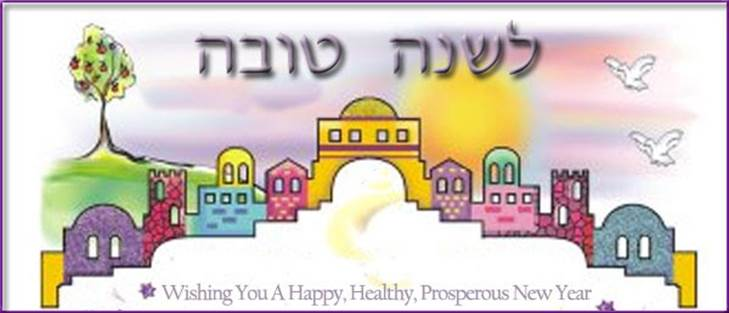 לשנה טובה
Wishing You A Happy, Healthy, Prosperous New Year